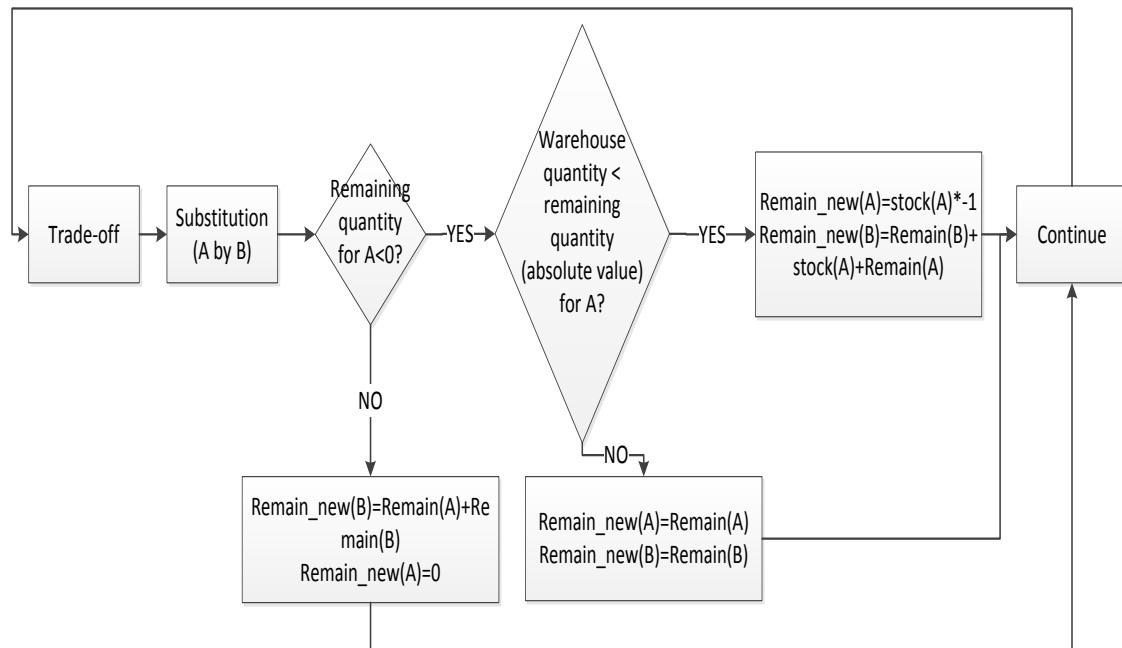 Trade-off
Substitution
(A by B)
Remaining
quantity
for A<0?
YES
Warehouse
quantity <
remaining
quantity
(absolute value)
for A?
YES
Remain_new(A)=stock(A)*-1
Remain_new(B)=Remain(B)+
stock(A)+Remain(A)
Continue
NO
NO
Remain_new(B)=Remain(A)+Re
main(B)
Remain_new(A)=0
Remain_new(A)=Remain(A)
Remain_new(B)=Remain(B)